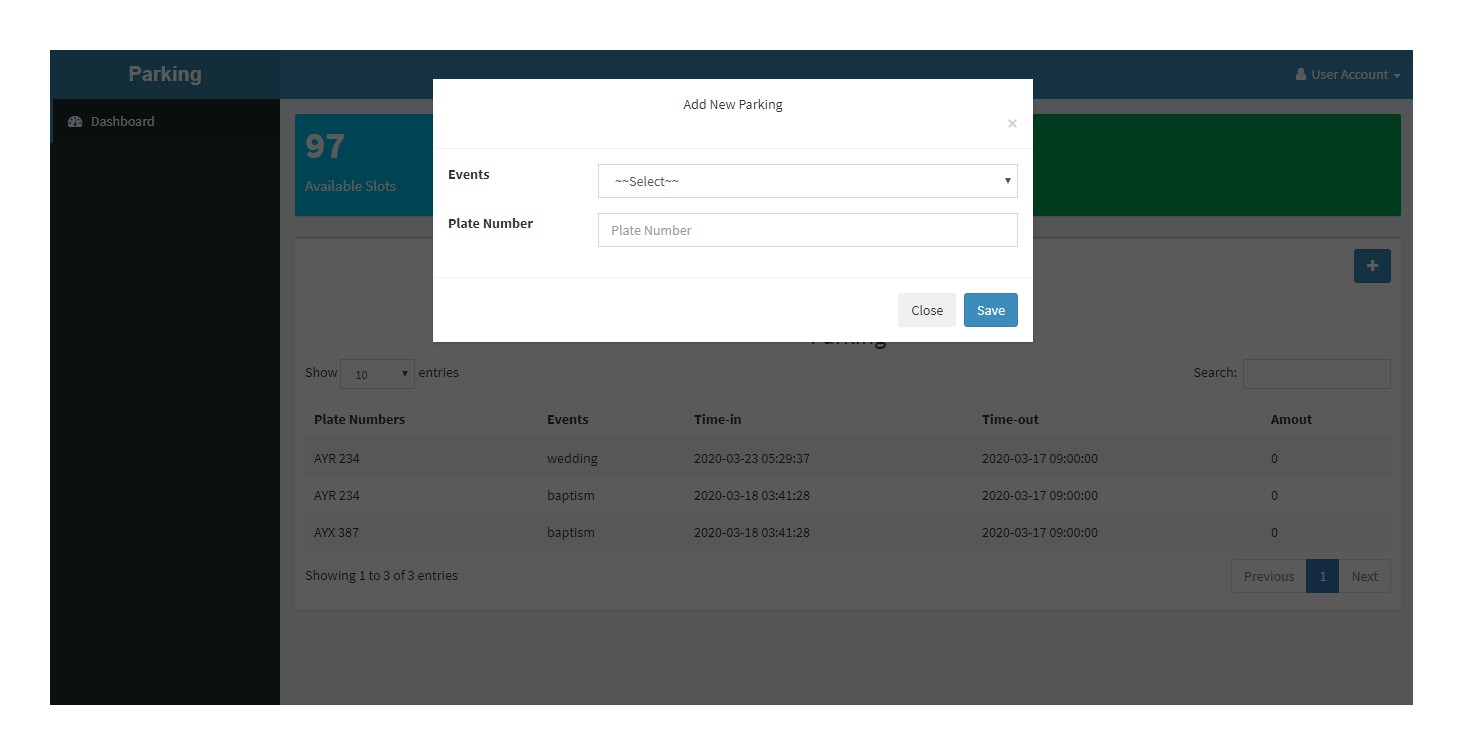 Parking
User Account
Dashboard
Add New Parking
×
97
Available Slots
Events ~~Select~~
Plate Number Plate Number
Close Save
Show 10 entries Search:
Plate Numbers Events Time-in Time-out Amout
AYR 234 wedding 2020-03-23 05:29:37 2020-03-17 09:00:00 0
AYR 234 baptism 2020-03-18 03:41:28 2020-03-17 09:00:00 0
AYX 387 baptism 2020-03-18 03:41:28 2020-03-17 09:00:00 0
Showing 1 to 3 of 3 entries Previous 1 Next